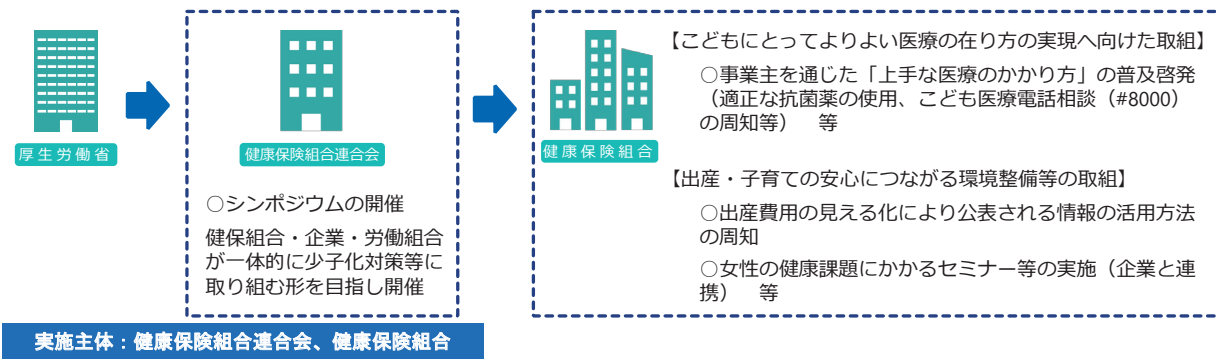 厚生労働省
健康保険組合連合会
○シンポジウムの開催
健保組合・企業・労働組合
が一体的に少子化対策等に
取り組む形を目指し開催
健康保険組合
【こどもにとってよりよい医療の在り方の実現へ向けた取組】
○事業主を通じた「上手な医療のかかり方」の普及啓発
（適正な抗菌薬の使用、こども医療電話相談（#8000）
の周知等）　等
【出産・子育ての安心につながる環境整備等の取組】
○出産費用の見える化により公表される情報の活用方法
の周知
○女性の健康課題にかかるセミナー等の実施（企業と連
携）　等
実施主体：健康保険組合連合会、健康保険組合